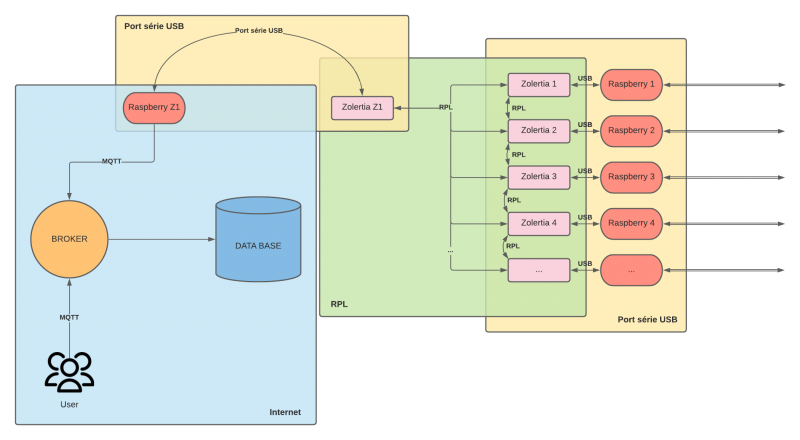 Port série USB
Port série USB
Raspberry Z1
Zolertia Z1
MQTT
BROKER
DATA BASE
MQTT
User
Internet
RPL
RPL
Zolertia 1
USB
Raspberry 1
RPL
Zolertia 2
USB
Raspberry 2
RPL
Zolertia 3
USB
Raspberry 3
RPL
Zolertia 4
USB
Raspberry 4
RPL
...
...
USB
...
Port série USB